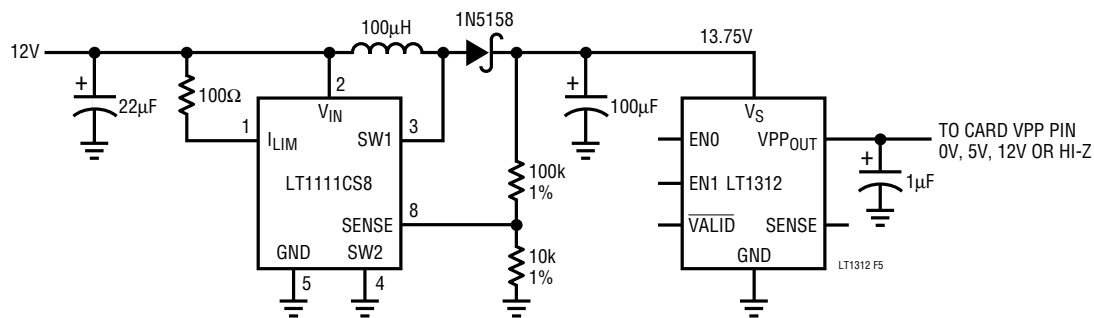 1N5158
100μH
12V
13.75V
+
22μF
100Ω
2
VIN
1
ILIM
SW1
3
+
100μF
VS
EN0
VPPOUT
TO CARD VPP PIN
0V, 5V, 12V OR HI-Z
+
1μF
LT1111CS8
100k
1%
EN1 LT1312
SENSE
8
VALID
SENSE
GND
SW2
5
4
10k
1%
GND
LT1312 F5